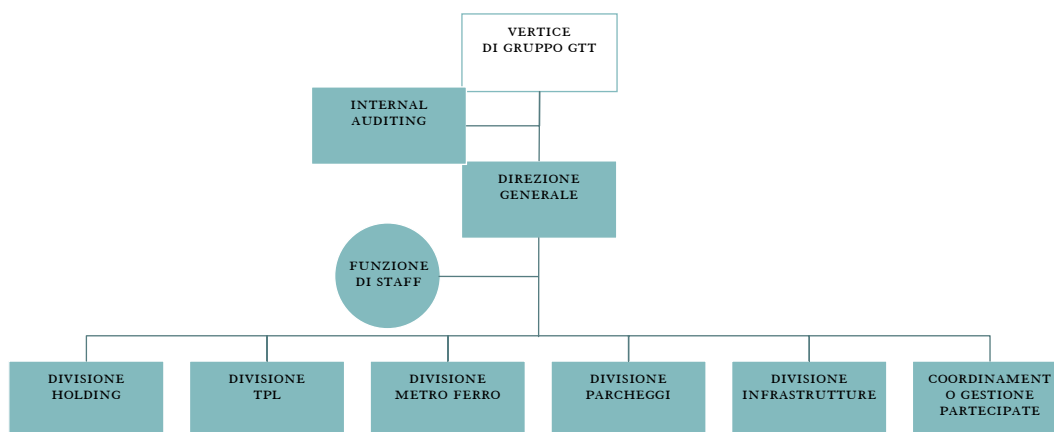 VERTICE
DI GRUPPO GTT
INTERNAL
AUDITING
DIREZIONE
GENERALE
FUNZIONE
DI STAFF
DIVISIONE
HOLDING
DIVISIONE
TPL
DIVISIONE
METRO FERRO
DIVISIONE
PARCHEGGI
DIVISIONE
INFRASTRUTTURE
COORDINAMENT
O GESTIONE
PARTECIPATE